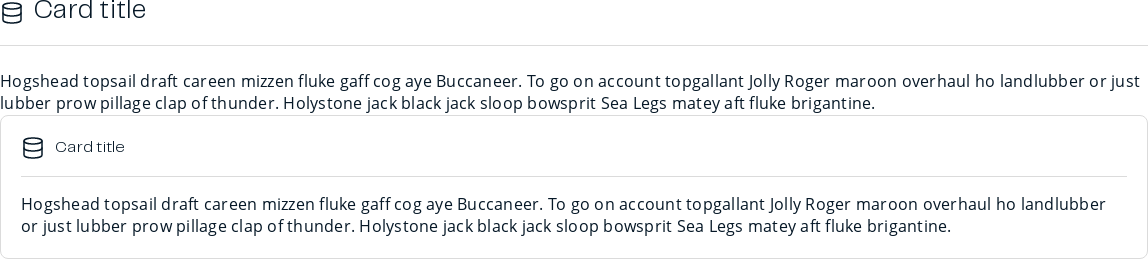 Card title
Hogshead topsail draft careen mizzen fluke gaff cog aye Buccaneer. To go on account topgallant Jolly Roger maroon overhaul ho landlubber or just
lubber prow pillage clap of thunder. Holystone jack black jack sloop bowsprit Sea Legs matey aft fluke brigantine.
Card title
Hogshead topsail draft careen mizzen fluke gaff cog aye Buccaneer. To go on account topgallant Jolly Roger maroon overhaul ho landlubber
or just lubber prow pillage clap of thunder. Holystone jack black jack sloop bowsprit Sea Legs matey aft fluke brigantine.